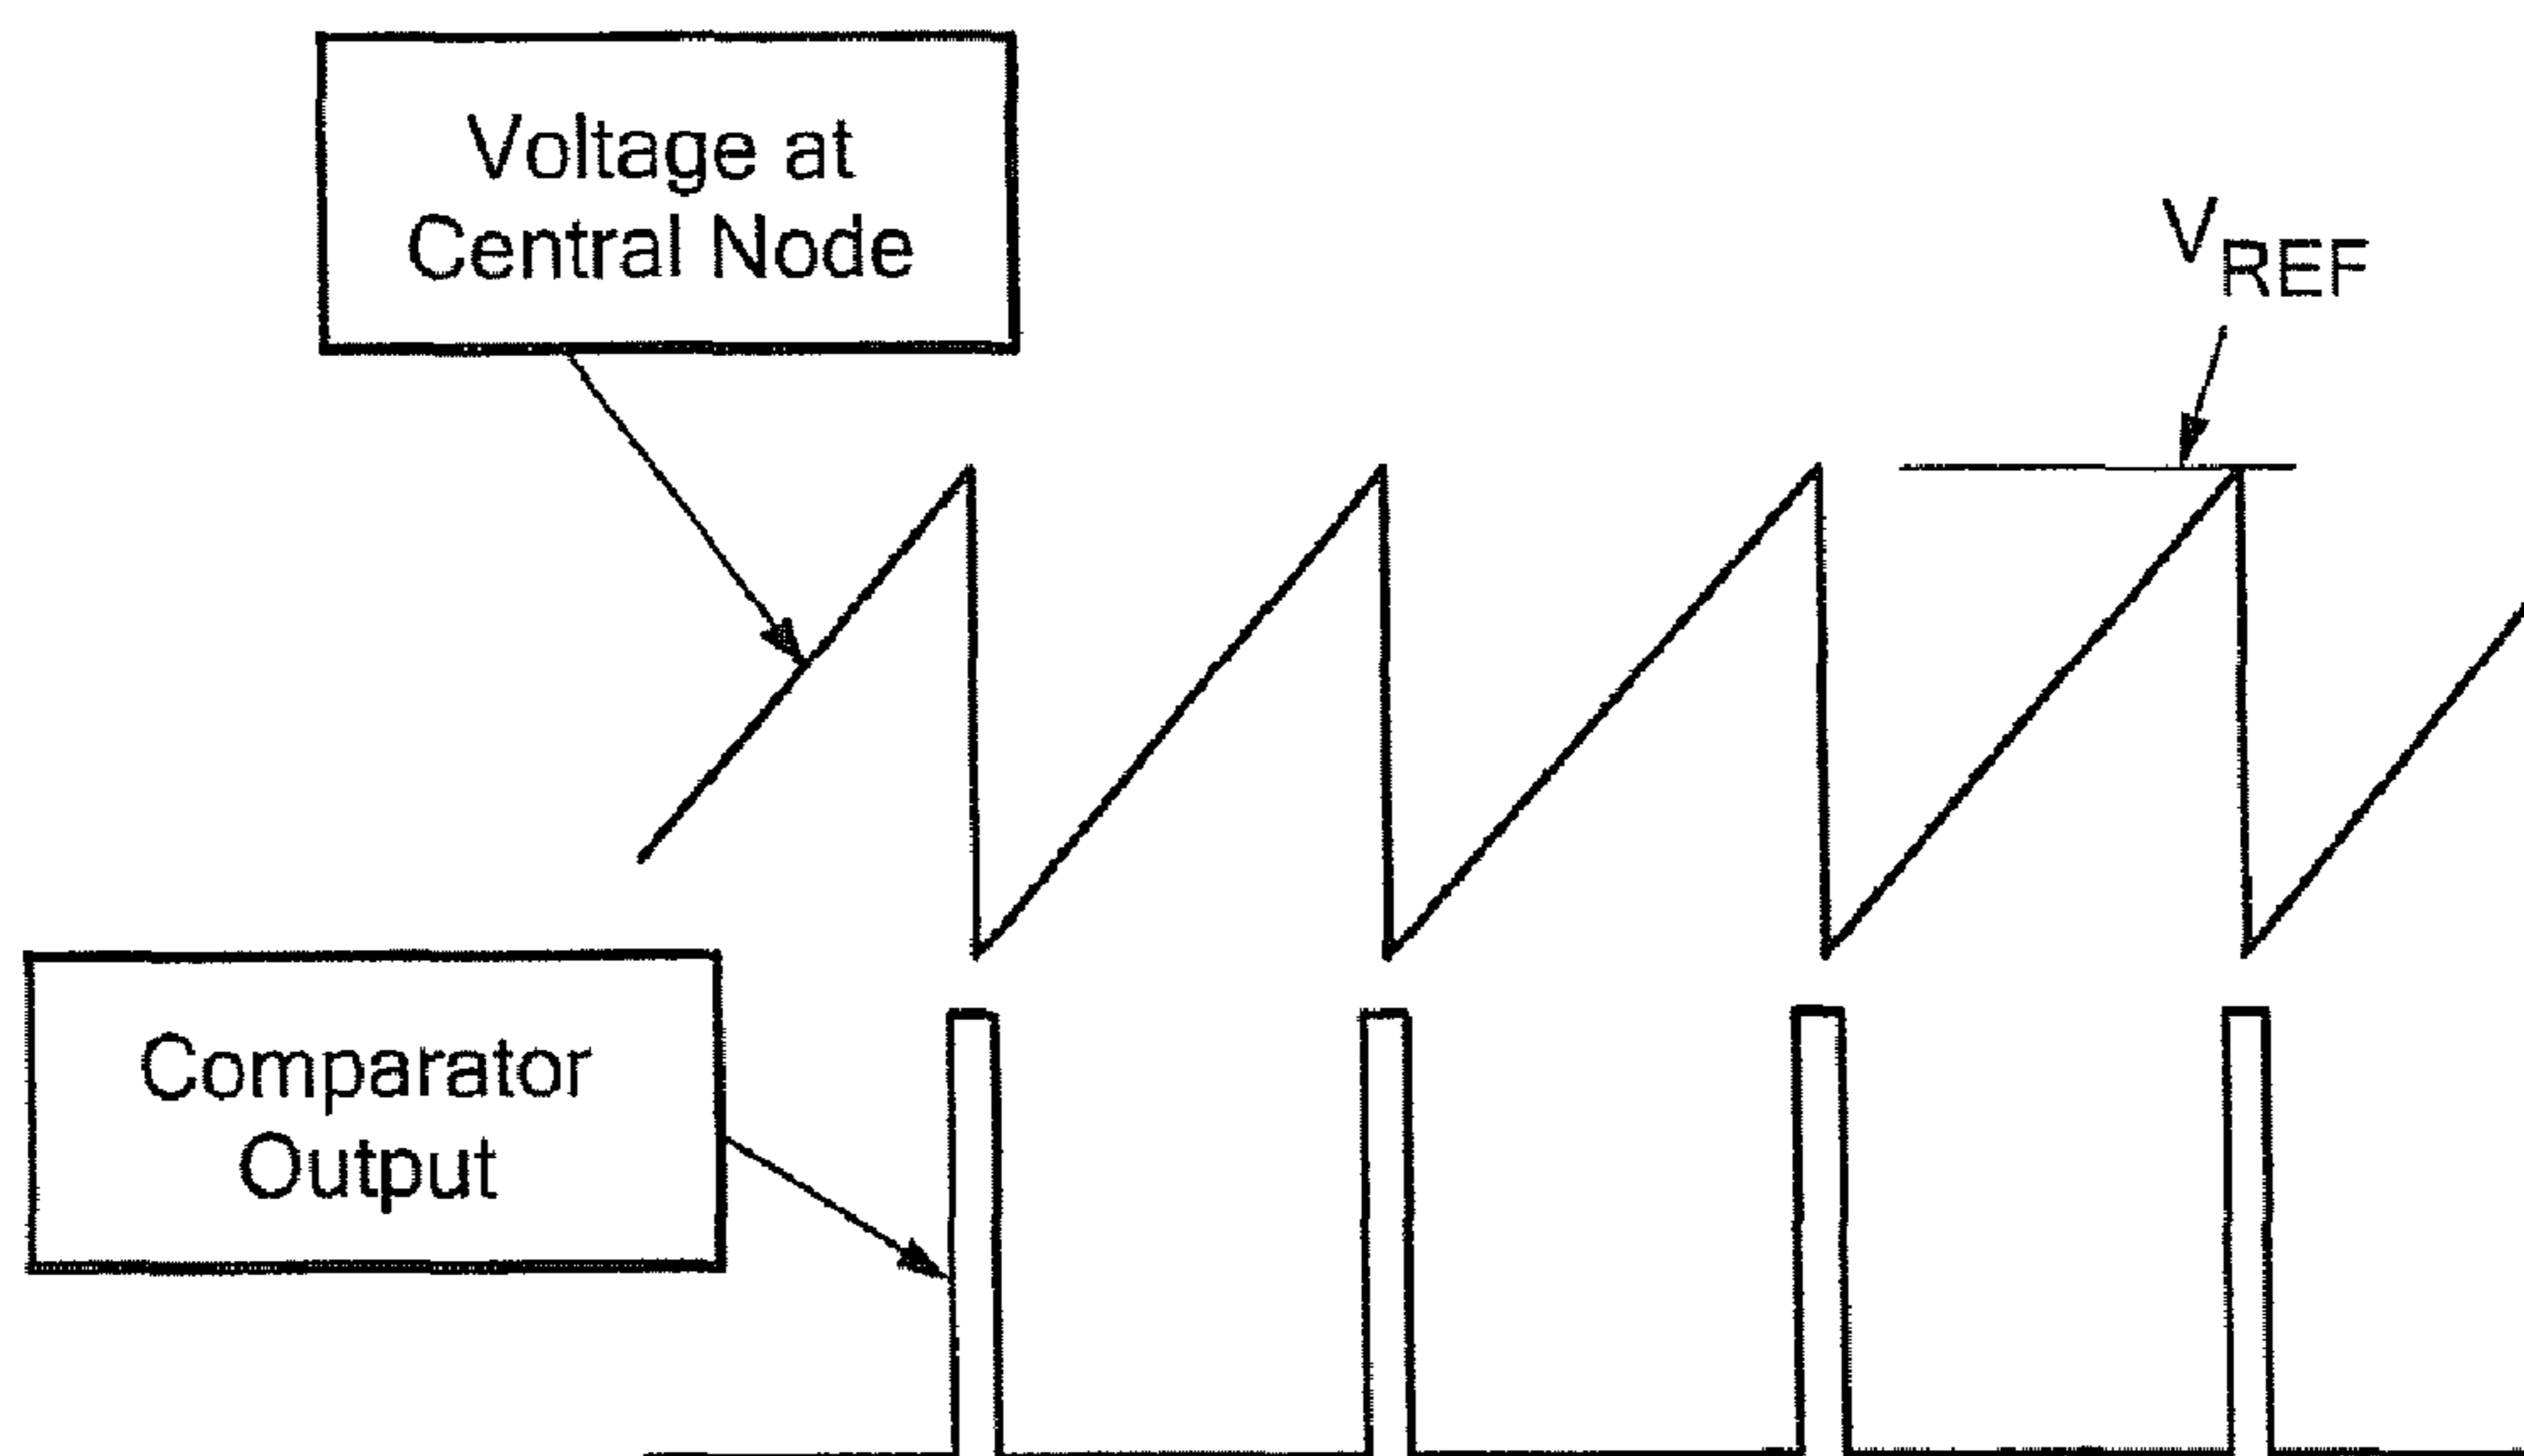 Voltage at
Central Node
VREF
Comparator
Output